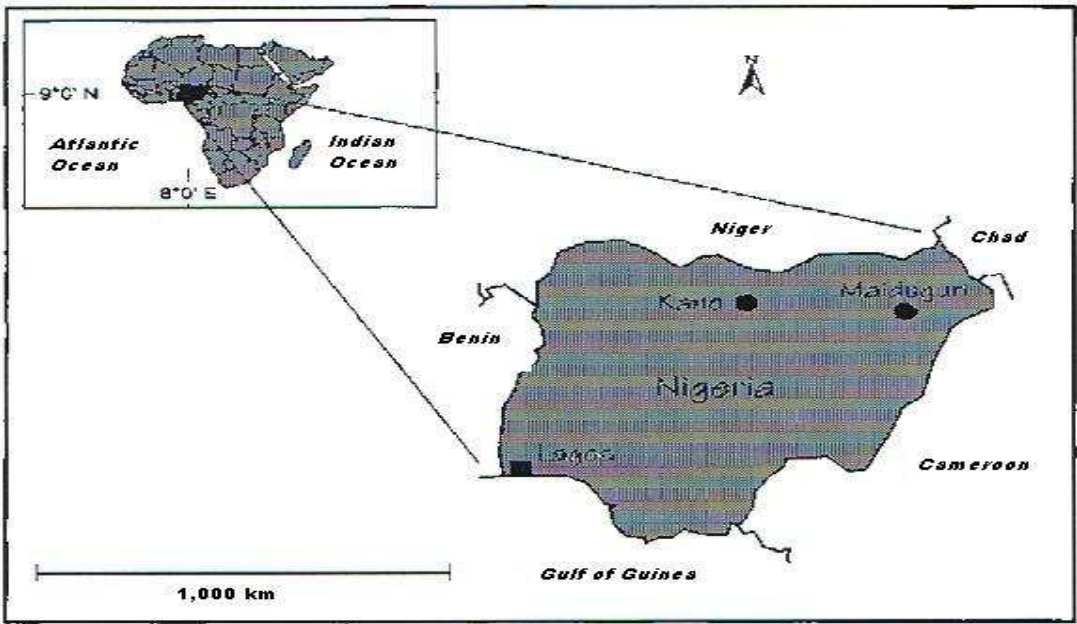 N
9°0' N
Atlantic
Ocean
Indian
Ocean
8°0' E
Niger
Chad
Kano
Maiduguri
Benin
Nigeria
Lagos
Cameroon
Gulf of Guinea
1,000 km